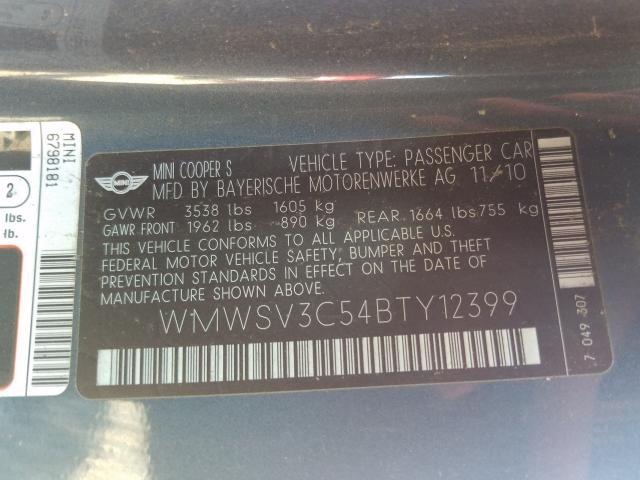 MINI
6798181
2
lbs.
lb.
MINI
MINI COOPER S VEHICLE TYPE: PASSENGER CAR
MFD BY BAYERISCHE MOTORENWERKE AG 11/10
GVWR 3538 lbs 1605 kg
GAWR FRONT 1962 lbs 890 kg REAR 1664 lbs 755 kg
THIS VEHICLE CONFORMS TO ALL APPLICABLE U.S.
FEDERAL MOTOR VEHICLE SAFETY, BUMPER AND THEFT
PREVENTION STANDARDS IN EFFECT ON THE DATE OF
MANUFACTURE SHOWN ABOVE.
WMWSV3C54BTY12399
7 049 307